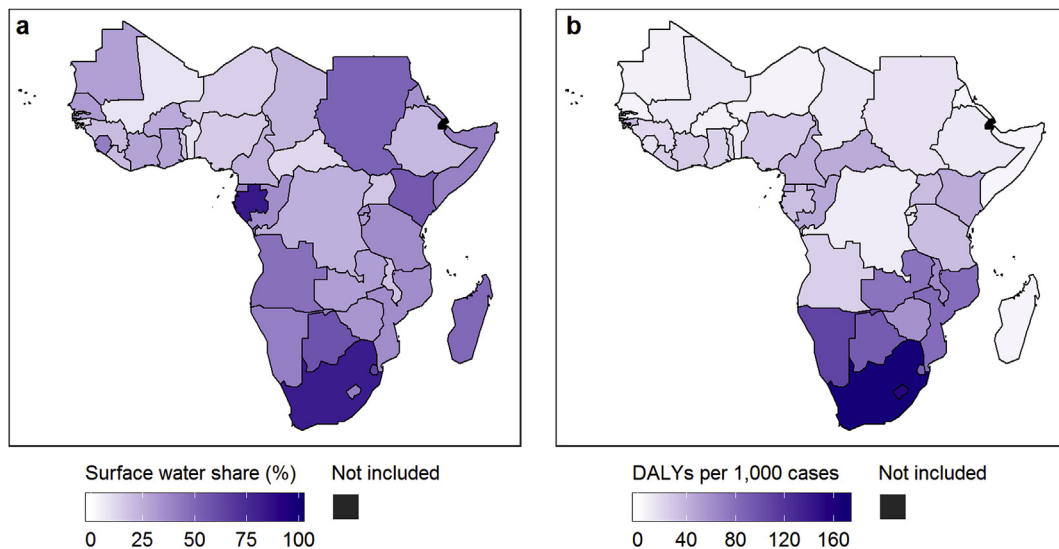 a
b
Surface water share (%)
Not included
0 25 50 75 100
DALYs per 1,000 cases
Not included
0 40 80 120 160